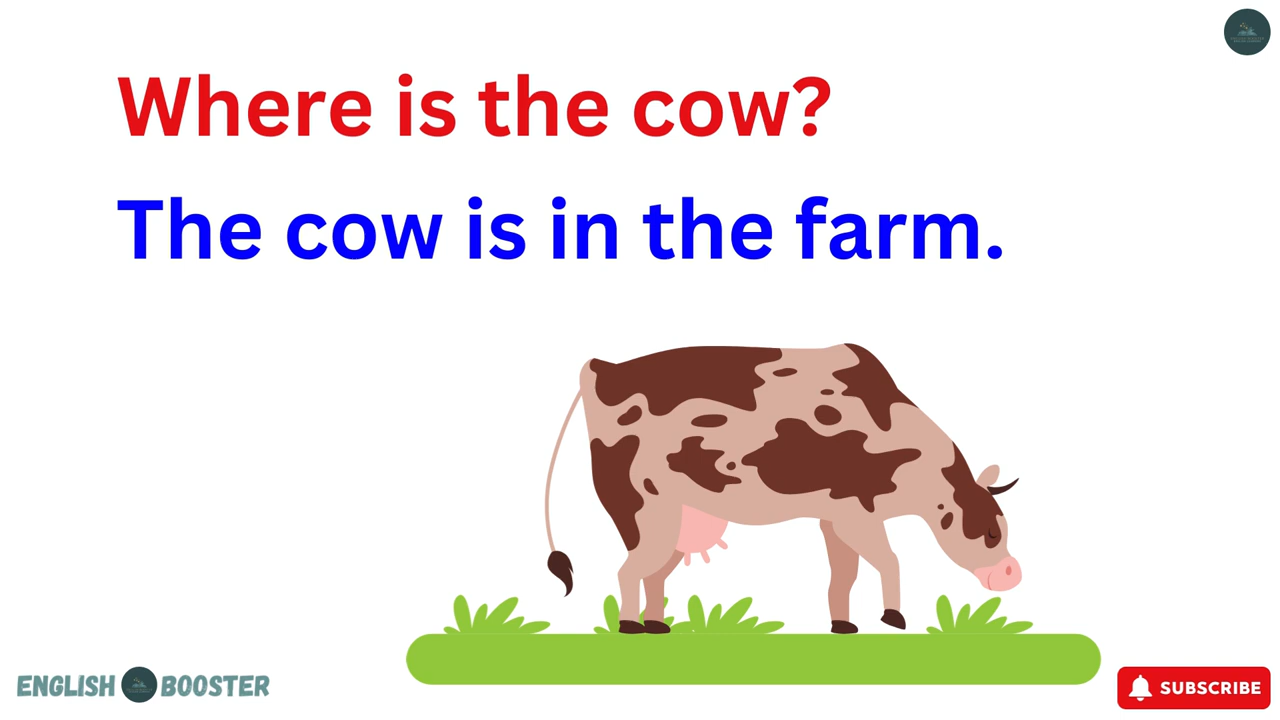 Where is the cow?
The cow is in the farm.
ENGLISH BOOSTER
SUBSCRIBE